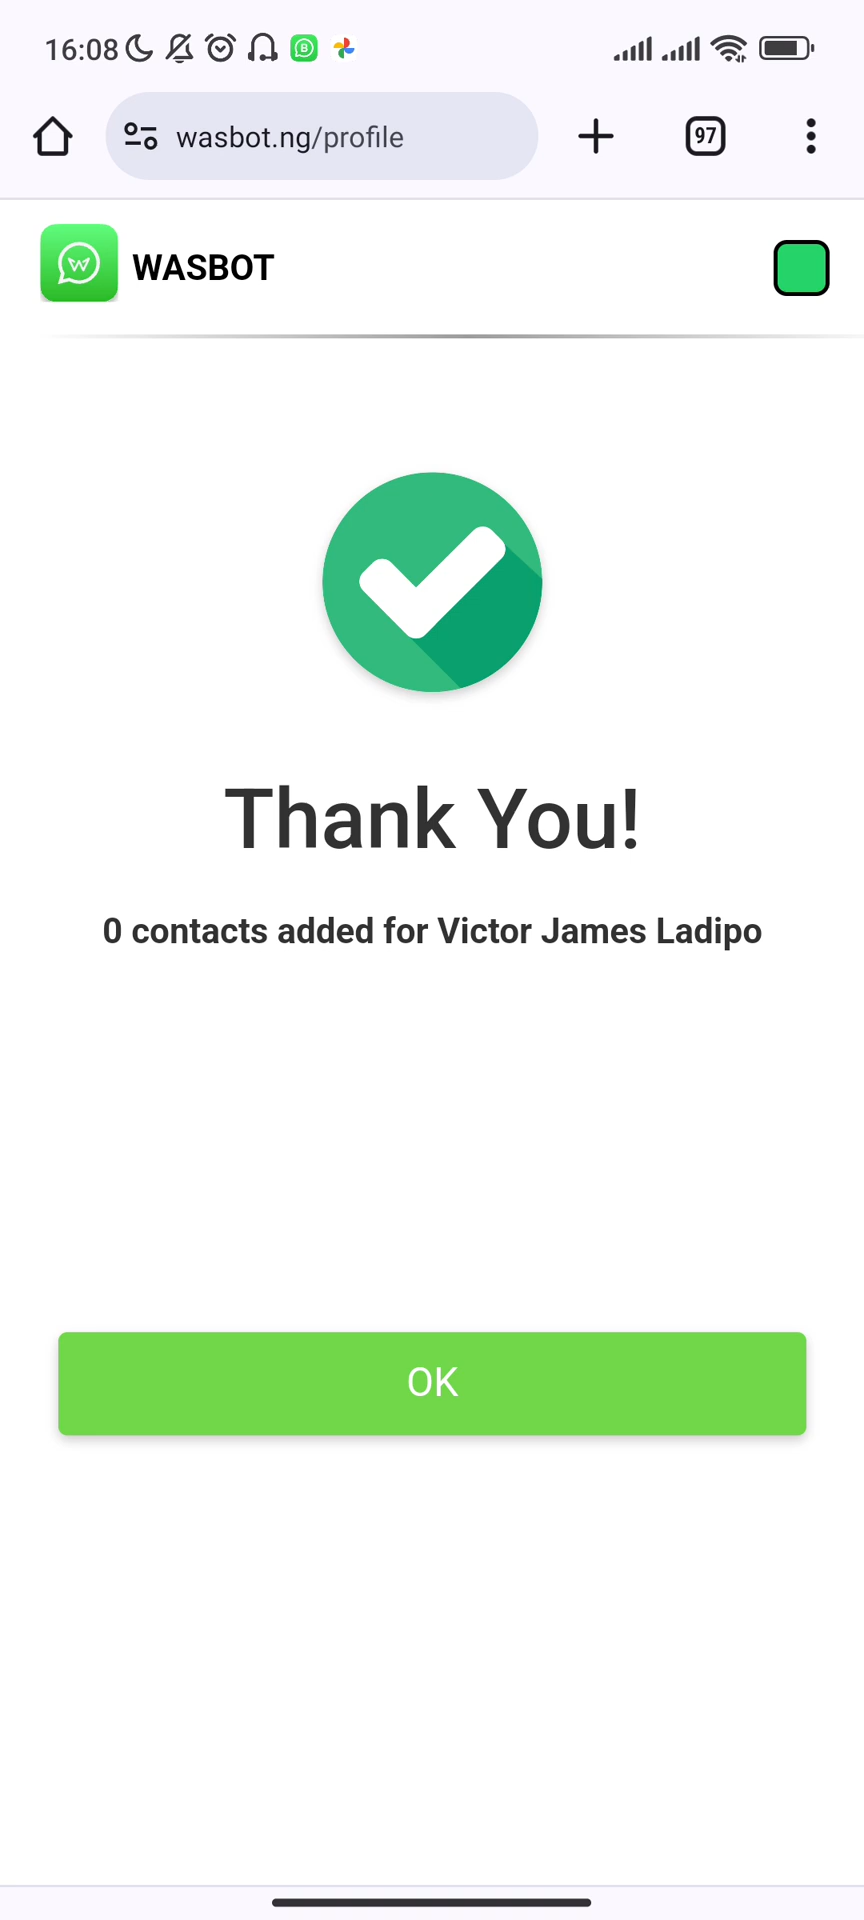 16:08
wasbot.ng/profile
97
WASBOT
Thank You!
0 contacts added for Victor James Ladipo
OK